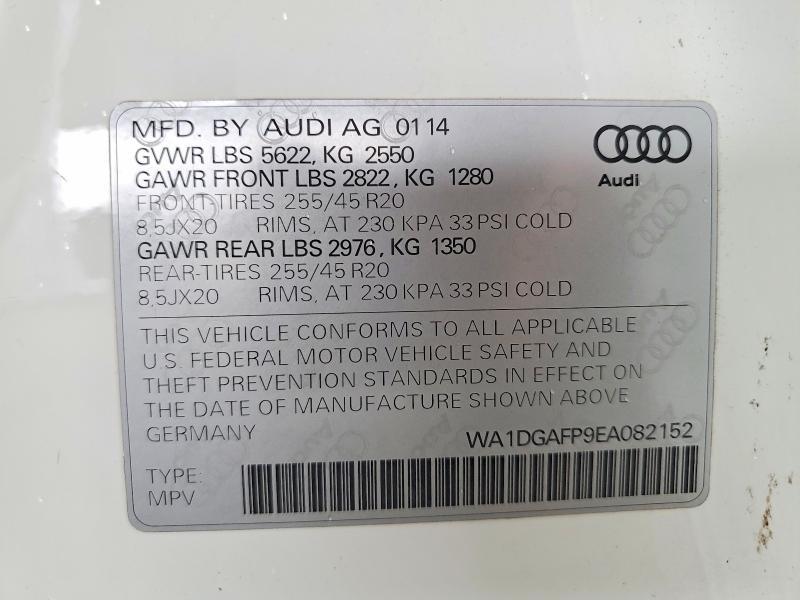 MFD. BY AUDI AG 01 14
GVWR LBS 5622, KG 2550
GAWR FRONT LBS 2822, KG 1280
FRONT-TIRES 255/45 R20
8,5JX20 RIMS, AT 230 KPA 33 PSI COLD
GAWR REAR LBS 2976, KG 1350
REAR-TIRES 255/45 R20
8,5JX20 RIMS, AT 230 KPA 33 PSI COLD
Audi
THIS VEHICLE CONFORMS TO ALL APPLICABLE
U.S. FEDERAL MOTOR VEHICLE SAFETY AND
THEFT PREVENTION STANDARDS IN EFFECT ON
THE DATE OF MANUFACTURE SHOWN ABOVE.
GERMANY WA1DGAFP9EA082152
TYPE:
MPV